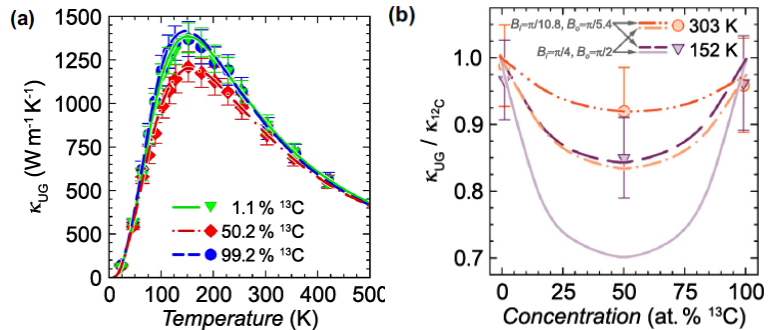 (a)
κUG (W m-1 K-1)
1500
1250
1000
750
500
250
0
1.1 % 13C
50.2 % 13C
99.2 % 13C
0 100 200 300 400 500
Temperature (K)
(b)
κUG / κ12C
Bf=π/10.8, Bo=π/5.4
303 K
Bf=π/4, Bo=π/2
152 K
1.0
0.9
0.8
0.7
0 25 50 75 100
Concentration (at. % 13C)